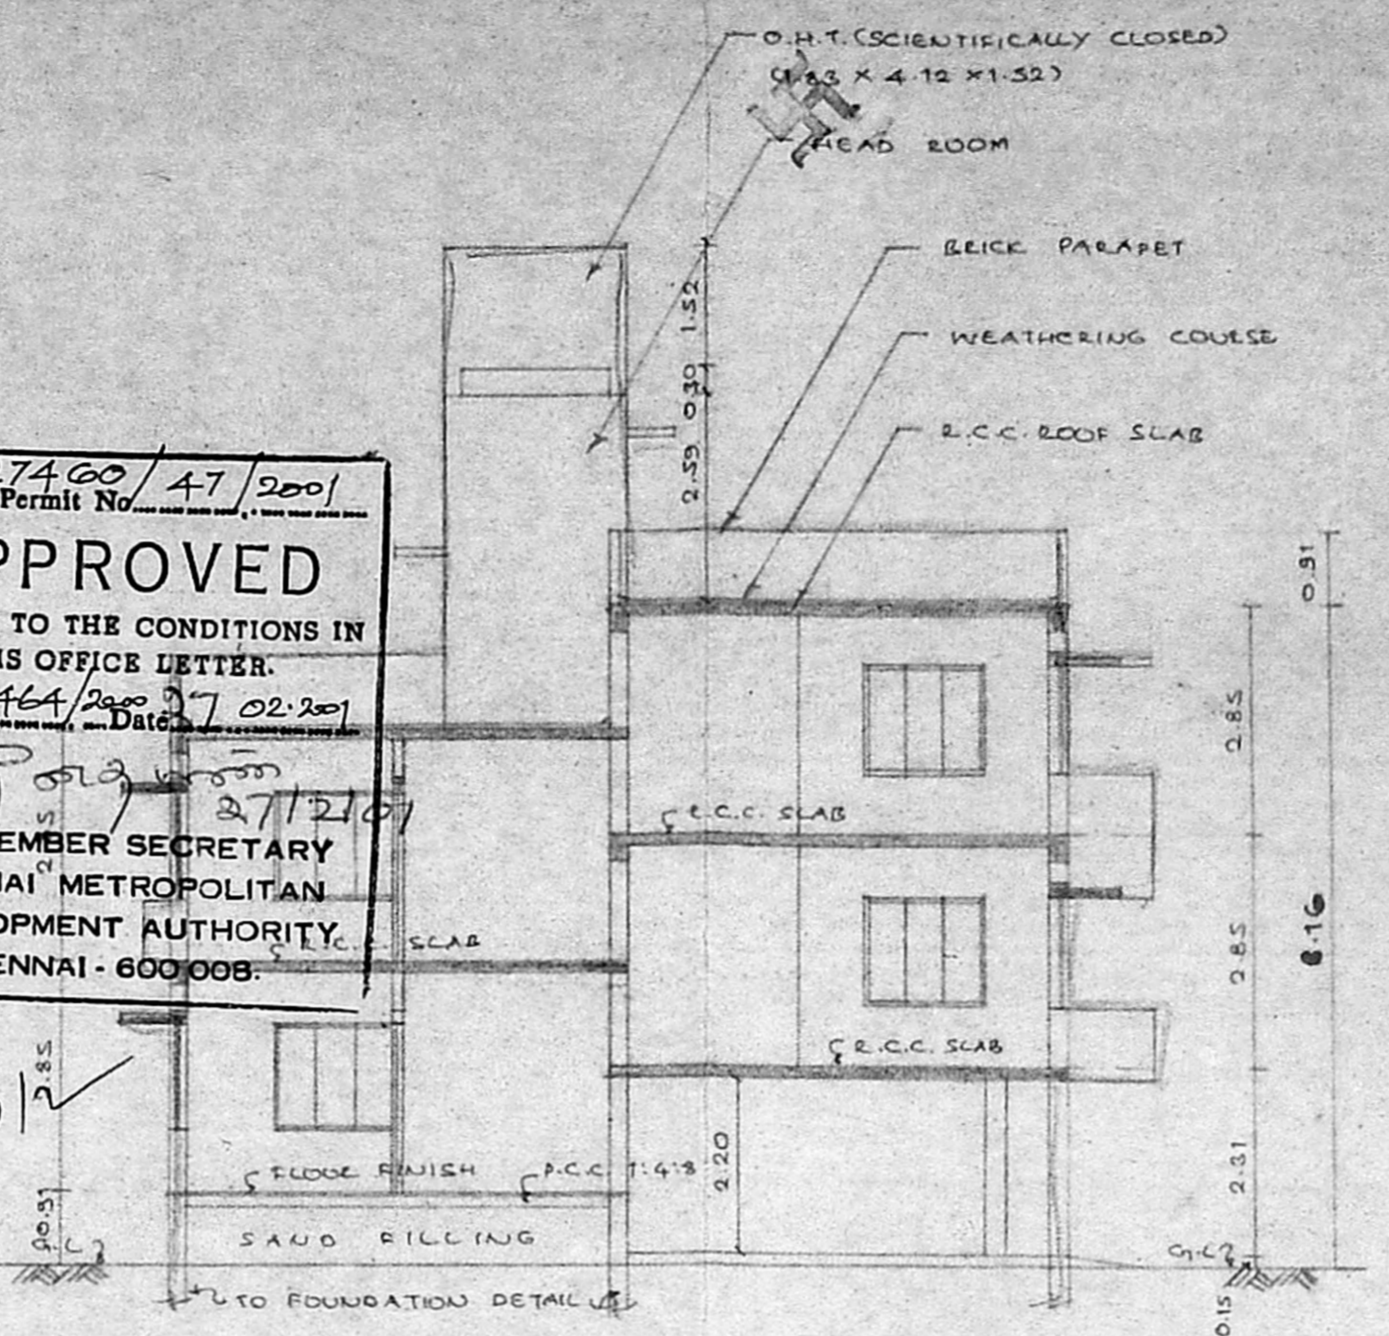 O.H.T. (SCIENTIFICALLY CLOSED)
(1.83 × 4.12 × 1.52)
HEAD ROOM
BRICK PARAPET
WEATHERING COURSE
R.C.C. ROOF SLAB
1.52
0.30
2.59
7460/47/2001
Permit No.
PPROVED
TO THE CONDITIONS IN
IS OFFICE LETTER.
464/2000 Date 27 02.2001
27/2/01
EMBER SECRETARY
NAI METROPOLITAN
OPMENT AUTHORITY
ENNAI - 600 008.
0.91
2.85
R.C.C. SLAB
2.85
8.16
R.C.C. SLAB
R.C.C. SLAB
2.85
2.31
2.20
FLOOR FINISH
P.C.C. 1:4:8
0.91
G.L
SAND FILLING
G.L
TO FOUNDATION DETAIL
0.15